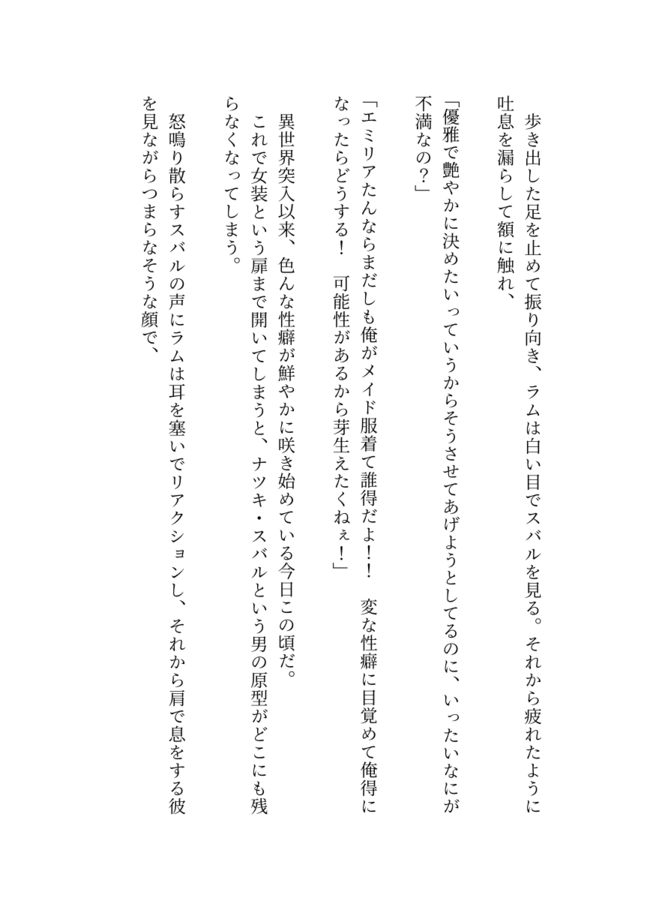 歩き出した足を止めて振り向き、ラムは白い目でスバルを見る。それから疲れたように
吐息を漏らして額に触れ、
「優雅で艶やかに決めたいっていうからそうさせてあげようとしてるのに、いったいなにが
不満なの？」
「エミリアたんならまだしも俺がメイド服着て誰得だよ！！　変な性癖に目覚めて俺得に
なったらどうする！　可能性があるから芽生えたくねぇ！」
　異世界突入以来、色んな性癖が鮮やかに咲き始めている今日この頃だ。
　これで女装という扉まで開いてしまうと、ナツキ・スバルという男の原型がどこにも残
らなくなってしまう。
　怒鳴り散らすスバルの声にラムは耳を塞いでリアクションし、それから肩で息をする彼
を見ながらつまらなそうな顔で、